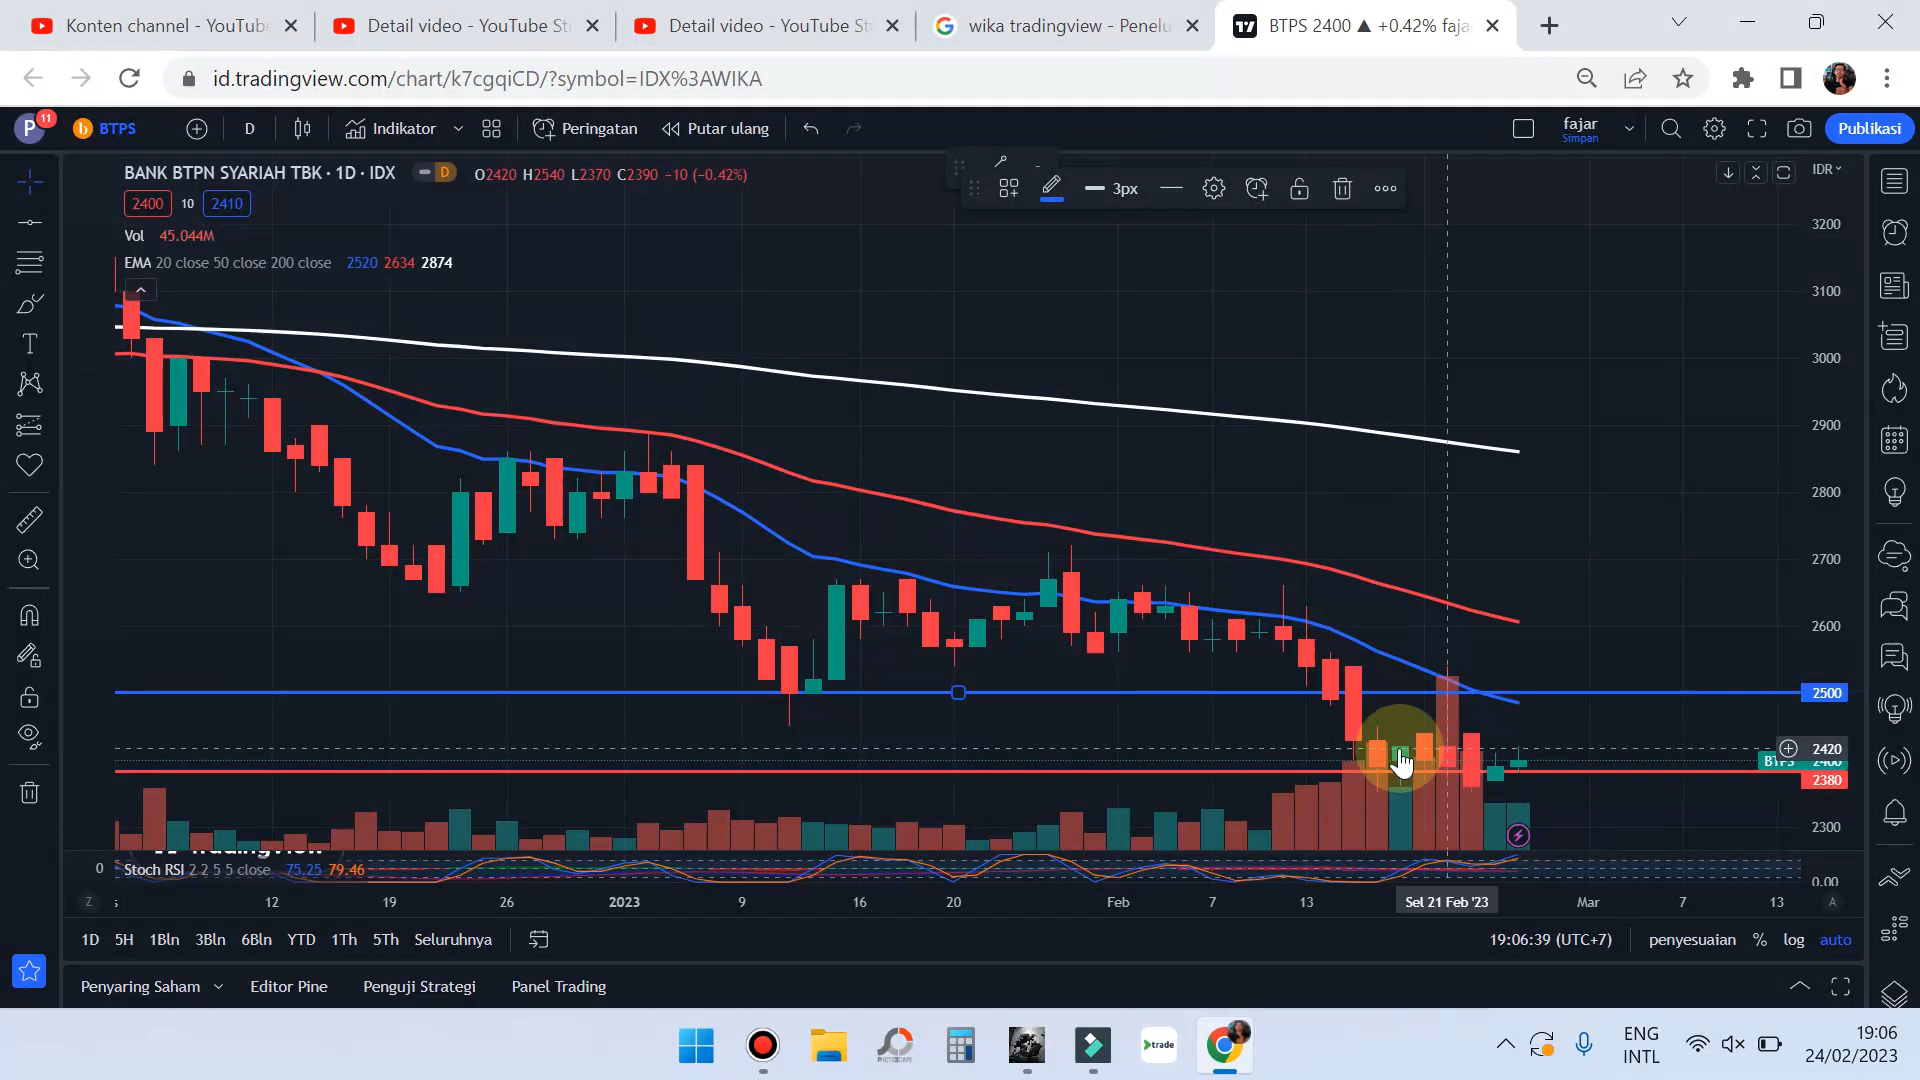 Konten channel - YouTube
Detail video - YouTube St
Detail video - YouTube St
wika tradingview - Penelu
BTPS 2400 ▲ +0.42% faja
id.tradingview.com/chart/k7cgqiCD/?symbol=IDX%3AWIKA
P 11 BTPS D Indikator Peringatan Putar ulang fajar Simpan Publikasi
BANK BTPN SYARIAH TBK · 1D · IDX D O2420 H2540 L2370 C2390 −10 (−0.42%)
3px
IDR
2400 10 2410
Vol 45.044M
EMA 20 close 50 close 200 close 2520 2634 2874
3200
3100
3000
2900
2800
2700
2600
2500
2420
BTPS 2400
2380
2300
TradingView
0 Stoch RSI 2 2 5 5 close 75.25 79.46
0.00
Z 12 19 26 2023 9 16 20 Feb 7 13 Sel 21 Feb '23 Mar 7 13 A
1D 5H 1Bln 3Bln 6Bln YTD 1Th 5Th Seluruhnya 19:06:39 (UTC+7) penyesuaian % log auto
Penyaring Saham Editor Pine Penguji Strategi Panel Trading
PHOTOSCAPE
trade
ENG
INTL
19:06
24/02/2023